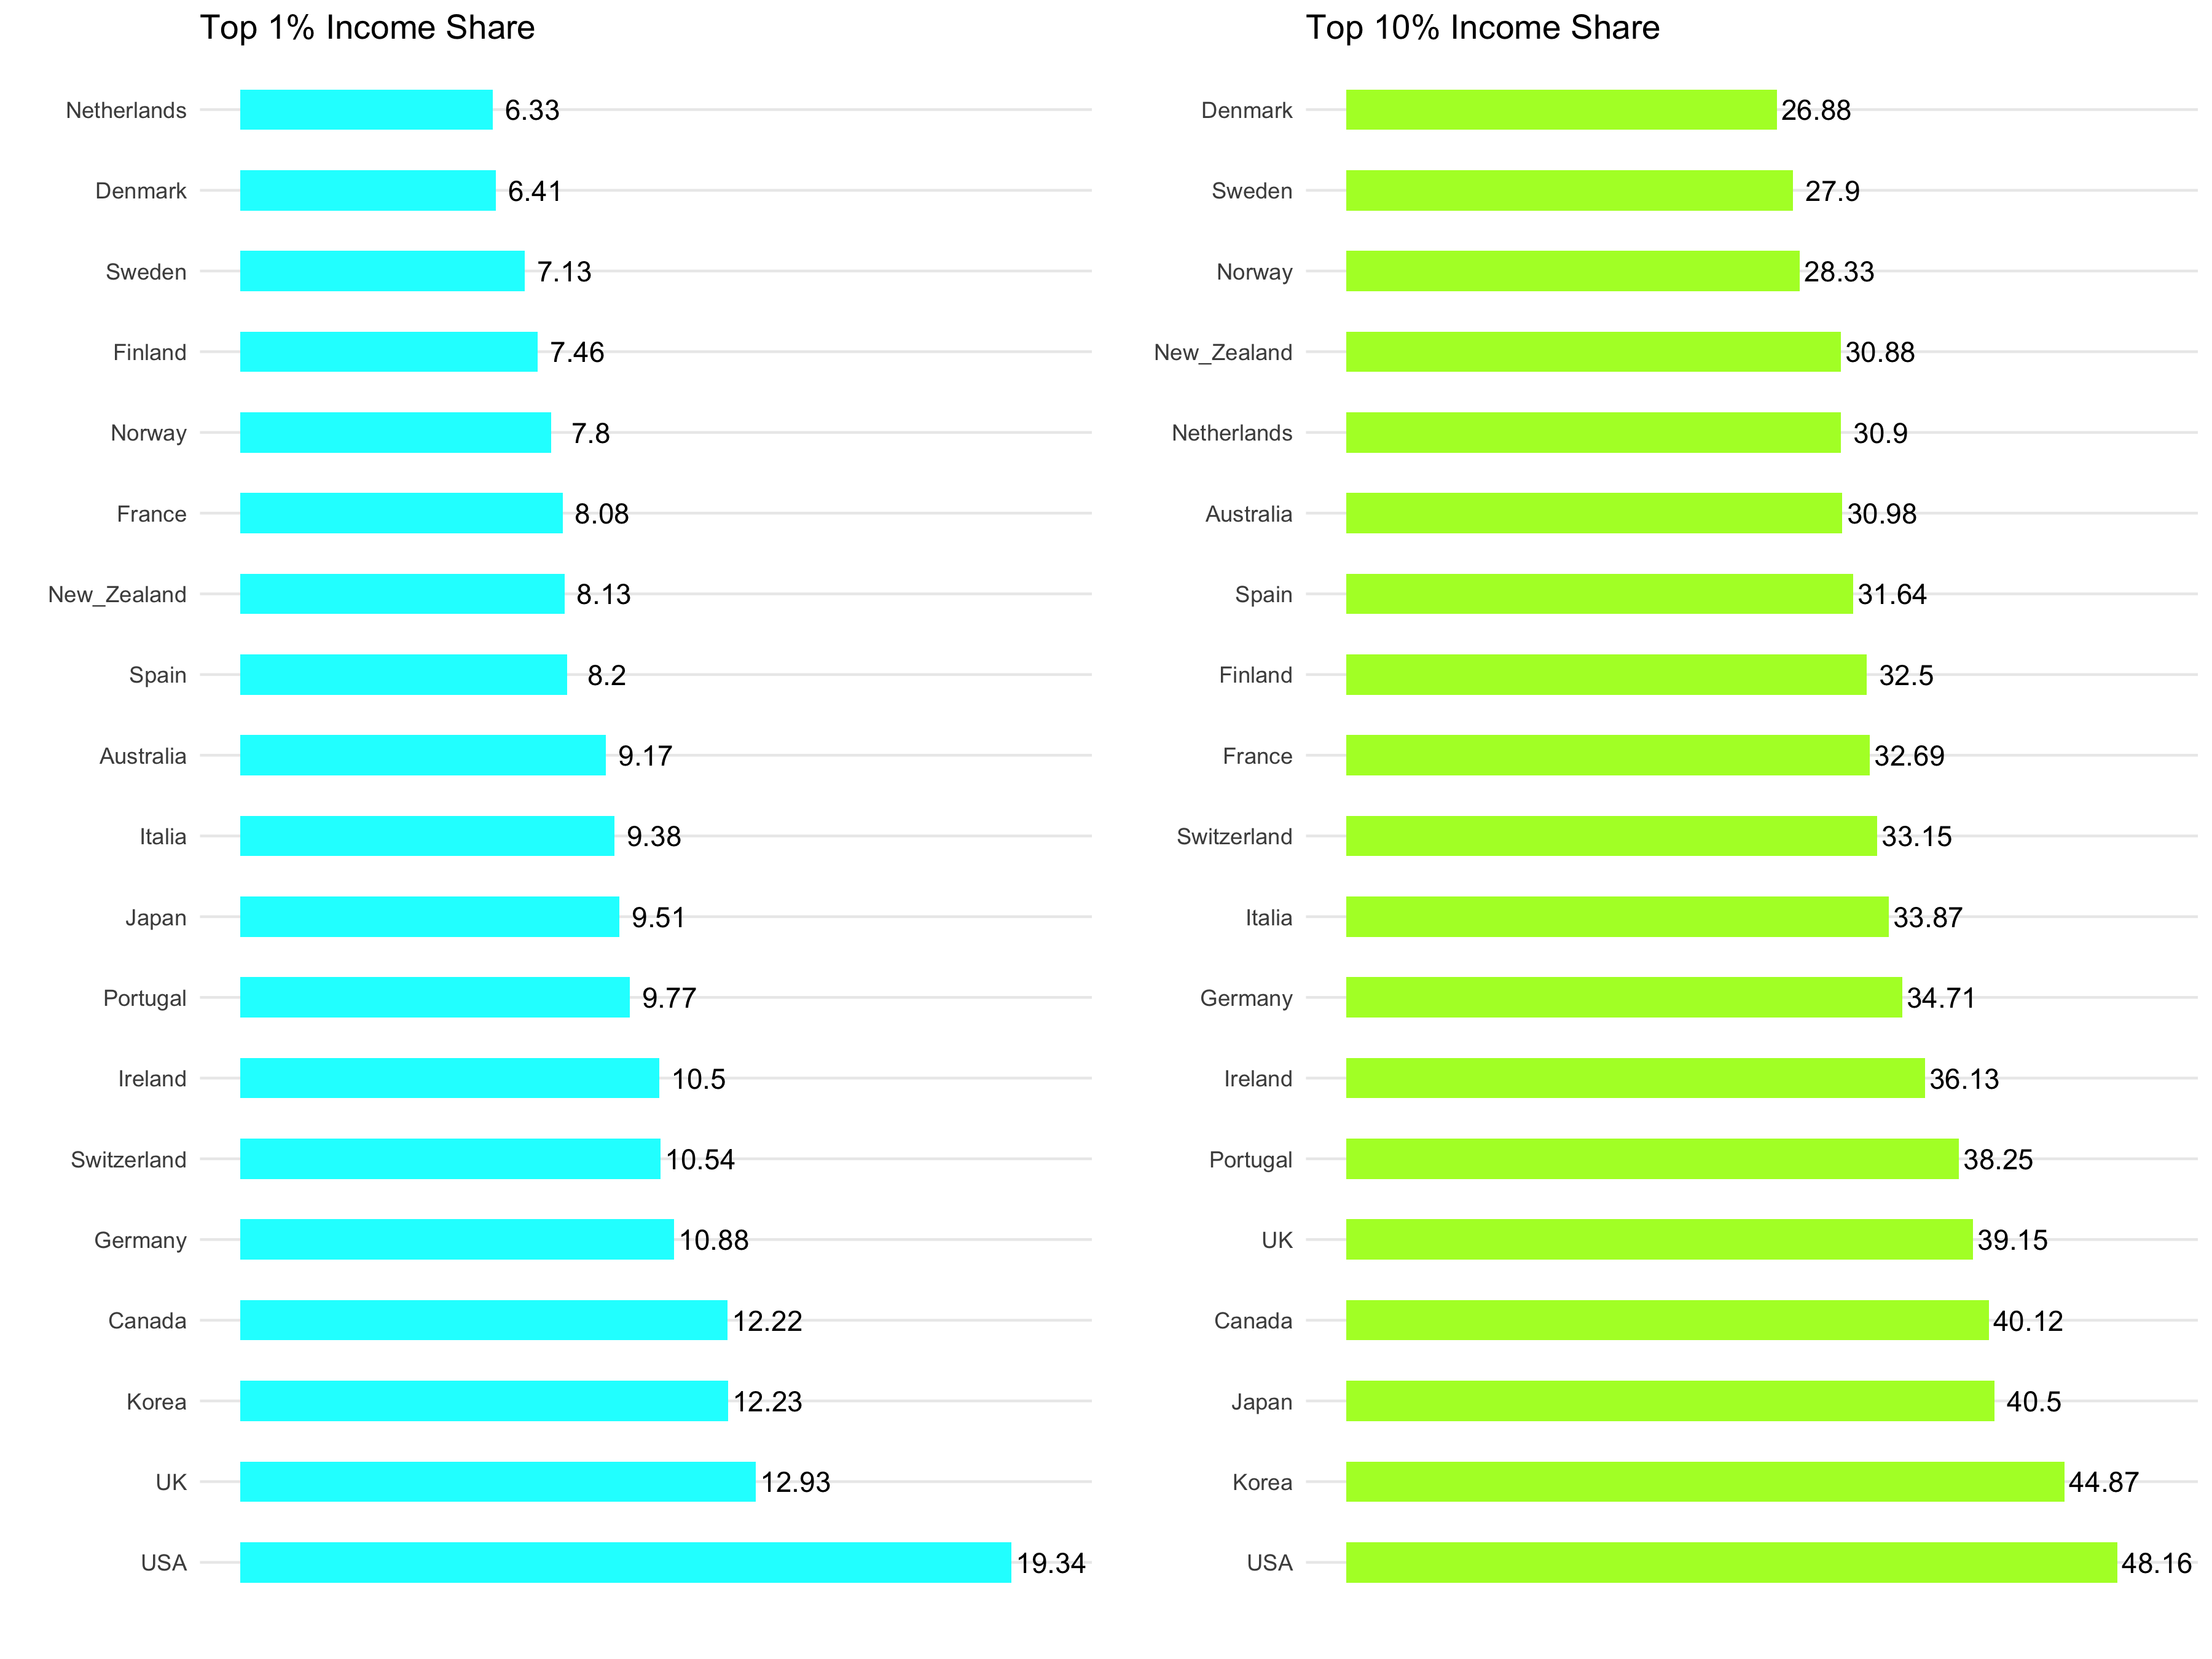 Top 1% Income Share
Netherlands 6.33
Denmark 6.41
Sweden 7.13
Finland 7.46
Norway 7.8
France 8.08
New_Zealand 8.13
Spain 8.2
Australia 9.17
Italia 9.38
Japan 9.51
Portugal 9.77
Ireland 10.5
Switzerland 10.54
Germany 10.88
Canada 12.22
Korea 12.23
UK 12.93
USA 19.34
Top 10% Income Share
Denmark 26.88
Sweden 27.9
Norway 28.33
New_Zealand 30.88
Netherlands 30.9
Australia 30.98
Spain 31.64
Finland 32.5
France 32.69
Switzerland 33.15
Italia 33.87
Germany 34.71
Ireland 36.13
Portugal 38.25
UK 39.15
Canada 40.12
Japan 40.5
Korea 44.87
USA 48.16